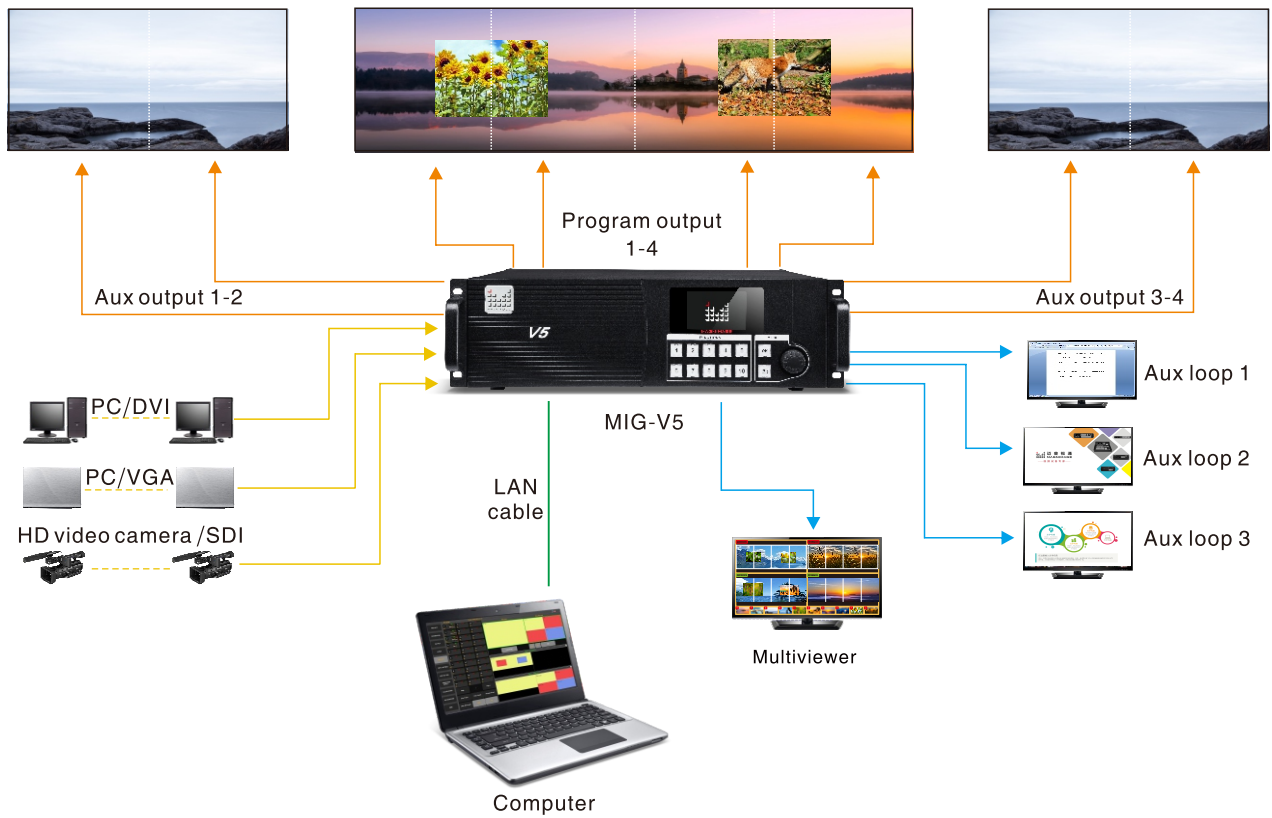 Program output
1-4
Aux output 1-2
Aux output 3-4
V5
Aux loop 1
PC/DVI
MIG-V5
PC/VGA
Aux loop 2
LAN
cable
HD video camera /SDI
Aux loop 3
Multiviewer
Computer